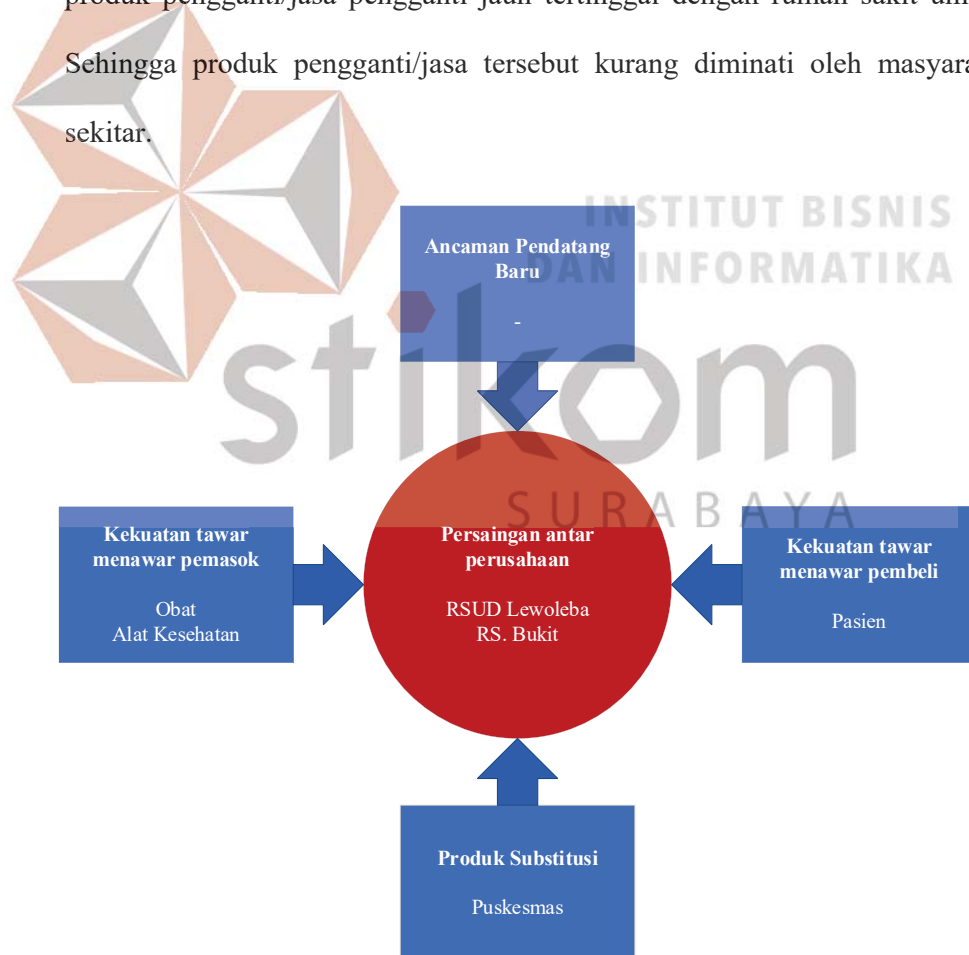 produk pengganti/jasa pengganti jauh tertinggal dengan rumah sakit
Sehingga produk pengganti/jasa tersebut kurang diminati oleh
sekitar.
INSTITUT BISNIS
DAN INFORMATIKA
stikom
SURABAYA
Ancaman Pendatang
Baru
-
Kekuatan tawar
menawar pemasok
Obat
Alat Kesehatan
Persaingan antar
perusahaan
RSUD Lewoleba
RS. Bukit
Kekuatan tawar
menawar pembeli
Pasien
Produk Substitusi
Puskesmas